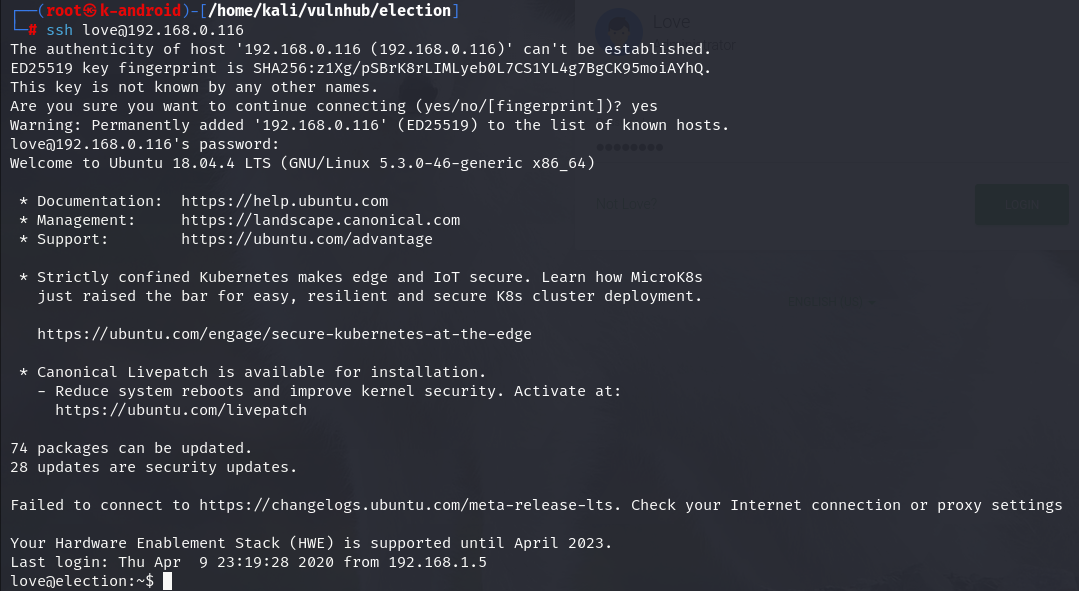 ┌──(root㉿k-android)-[/home/kali/vulnhub/election]
└─# ssh love@192.168.0.116
The authenticity of host '192.168.0.116 (192.168.0.116)' can't be established.
ED25519 key fingerprint is SHA256:z1Xg/pSBrK8rLIMLyeb0L7CS1YL4g7BgCK95moiAYhQ.
This key is not known by any other names.
Are you sure you want to continue connecting (yes/no/[fingerprint])? yes
Warning: Permanently added '192.168.0.116' (ED25519) to the list of known hosts.
love@192.168.0.116's password:
Welcome to Ubuntu 18.04.4 LTS (GNU/Linux 5.3.0-46-generic x86_64)

 * Documentation:  https://help.ubuntu.com
 * Management:     https://landscape.canonical.com
 * Support:        https://ubuntu.com/advantage

 * Strictly confined Kubernetes makes edge and IoT secure. Learn how MicroK8s
   just raised the bar for easy, resilient and secure K8s cluster deployment.

   https://ubuntu.com/engage/secure-kubernetes-at-the-edge

 * Canonical Livepatch is available for installation.
   - Reduce system reboots and improve kernel security. Activate at:
     https://ubuntu.com/livepatch

74 packages can be updated.
28 updates are security updates.

Failed to connect to https://changelogs.ubuntu.com/meta-release-lts. Check your Internet connection or proxy settings

Your Hardware Enablement Stack (HWE) is supported until April 2023.
Last login: Thu Apr  9 23:19:28 2020 from 192.168.1.5
love@election:~$
Love
LOGIN